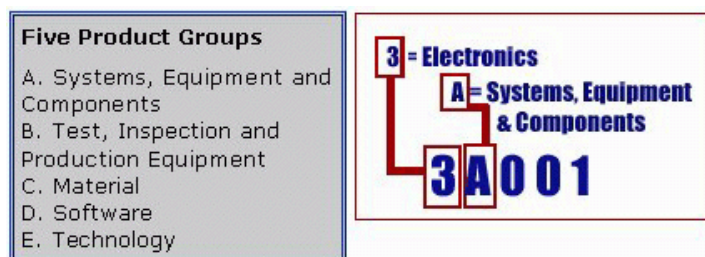 Five Product Groups
A. Systems, Equipment and
Components
B. Test, Inspection and
Production Equipment
C. Material
D. Software
E. Technology
3 = Electronics
A = Systems, Equipment
& Components
3A001